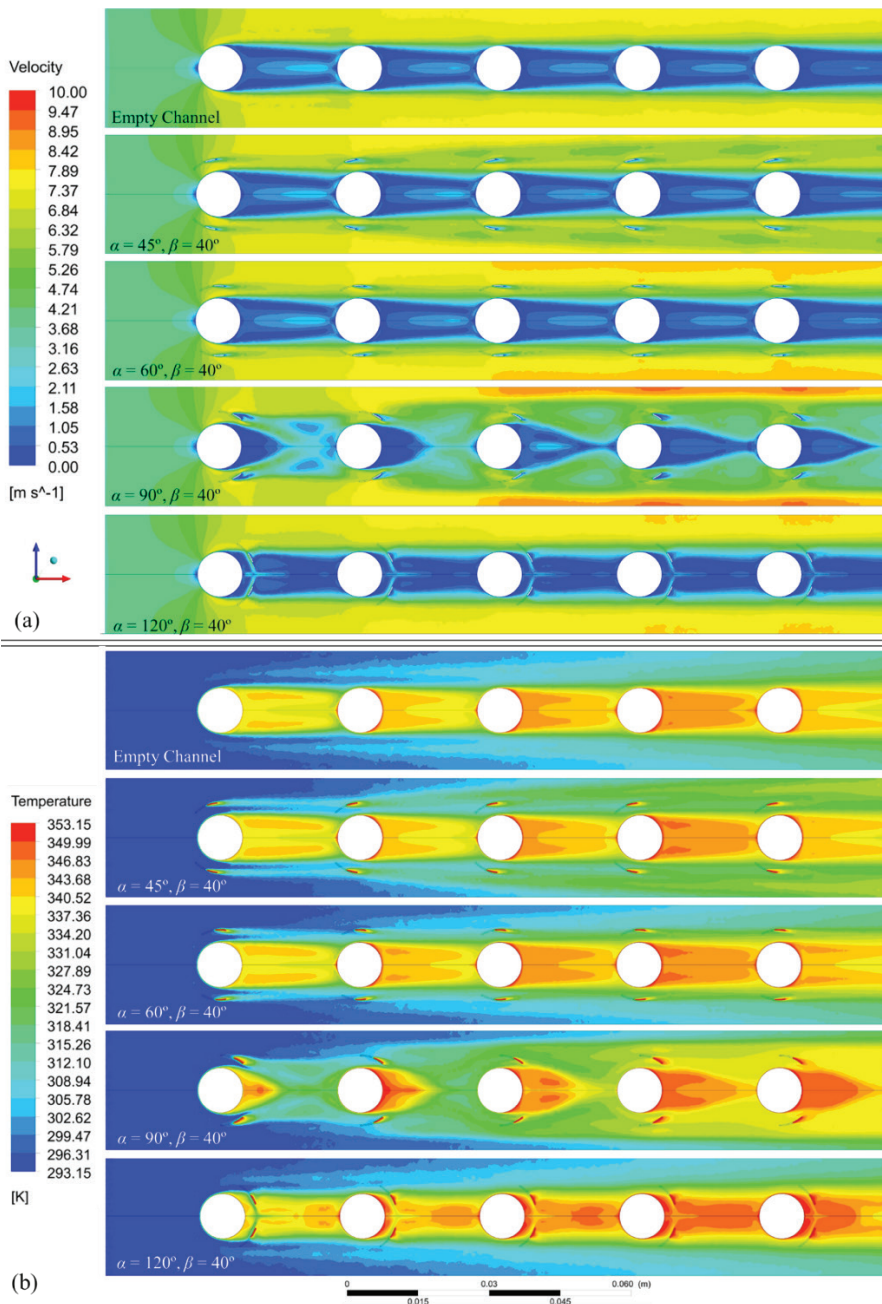 Velocity
10.00
9.47
8.95
8.42
7.89
7.37
6.84
6.32
5.79
5.26
4.74
4.21
3.68
3.16
2.63
2.11
1.58
1.05
0.53
0.00
[m s^-1]
Empty Channel
α = 45º, β = 40º
α = 60º, β = 40º
α = 90º, β = 40º
α = 120º, β = 40º
(a)
Temperature
353.15
349.99
346.83
343.68
340.52
337.36
334.20
331.04
327.89
324.73
321.57
318.41
315.26
312.10
308.94
305.78
302.62
299.47
296.31
293.15
[K]
Empty Channel
α = 45º, β = 40º
α = 60º, β = 40º
α = 90º, β = 40º
α = 120º, β = 40º
(b)
0 0.03 0.060 (m)
0.015 0.045